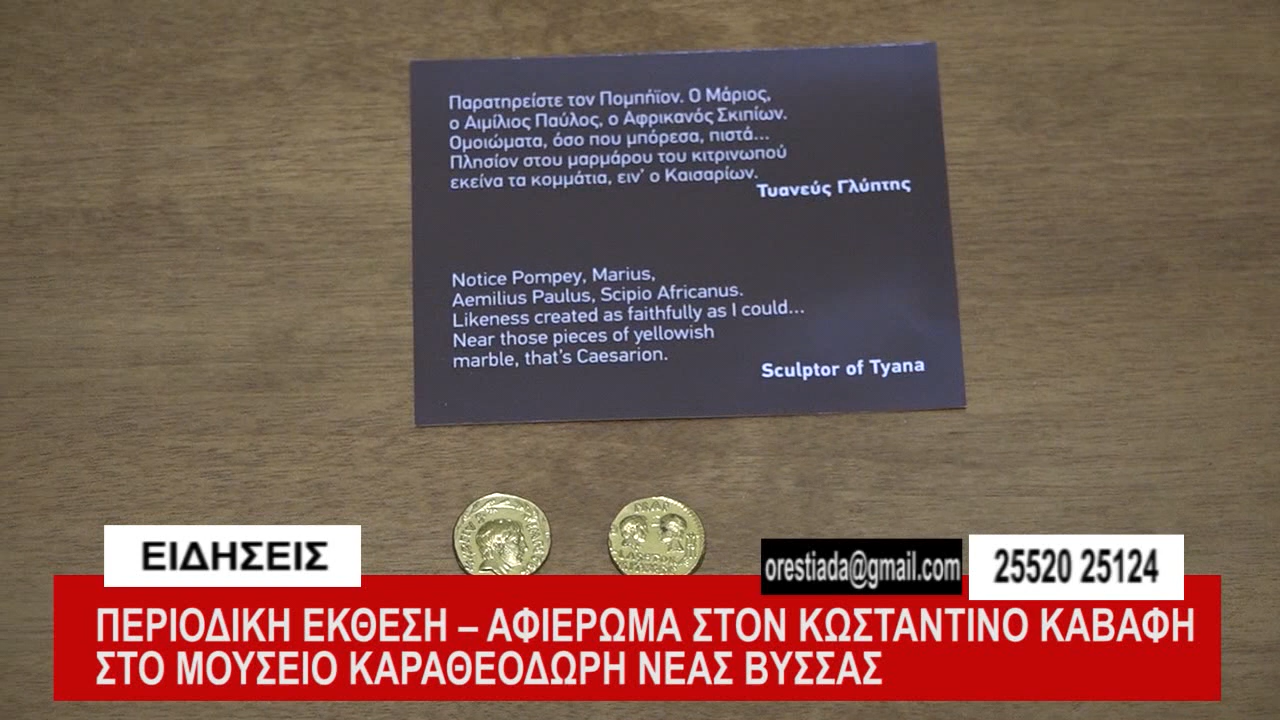 Παρατηρείστε τον Πομπήϊον. Ο Μάριος,
ο Αιμίλιος Παύλος, ο Αφρικανός Σκιπίων.
Ομοιώματα, όσο που μπόρεσα, πιστά...
Πλησίον στου μαρμάρου του κιτρινωπού
εκείνα τα κομμάτια, ειν' ο Καισαρίων.
Τυανεύς Γλύπτης
Notice Pompey, Marius,
Aemilius Paulus, Scipio Africanus.
Likeness created as faithfully as I could...
Near those pieces of yellowish
marble, that's Caesarion.
Sculptor of Tyana
ΕΙΔΗΣΕΙΣ
orestiada@gmail.com
25520 25124
ΠΕΡΙΟΔΙΚΗ ΕΚΘΕΣΗ – ΑΦΙΕΡΩΜΑ ΣΤΟΝ ΚΩΣΤΑΝΤΙΝΟ ΚΑΒΑΦΗ
ΣΤΟ ΜΟΥΣΕΙΟ ΚΑΡΑΘΕΟΔΩΡΗ ΝΕΑΣ ΒΥΣΣΑΣ